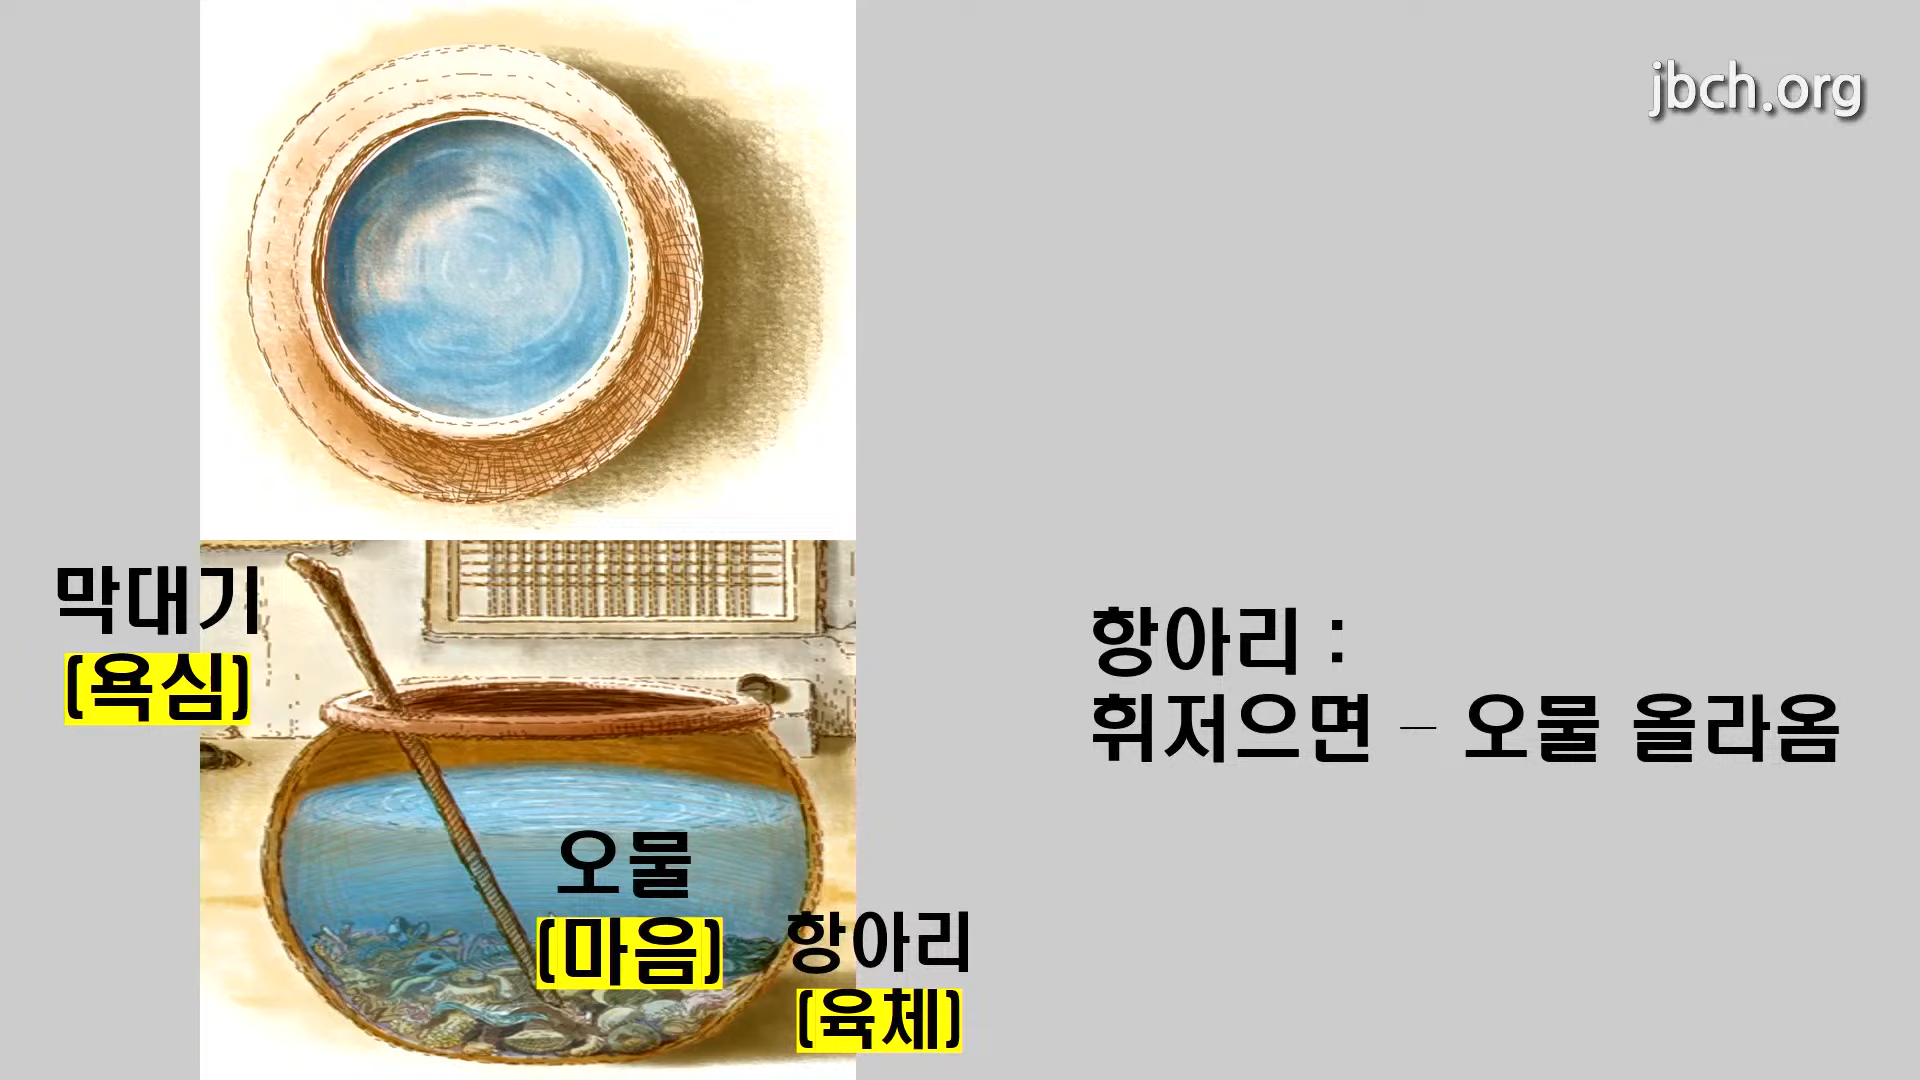 jbch.org
막대기
(욕심)
항아리 :
휘저으면 – 오물 올라옴
오물
(마음)
항아리
(육체)